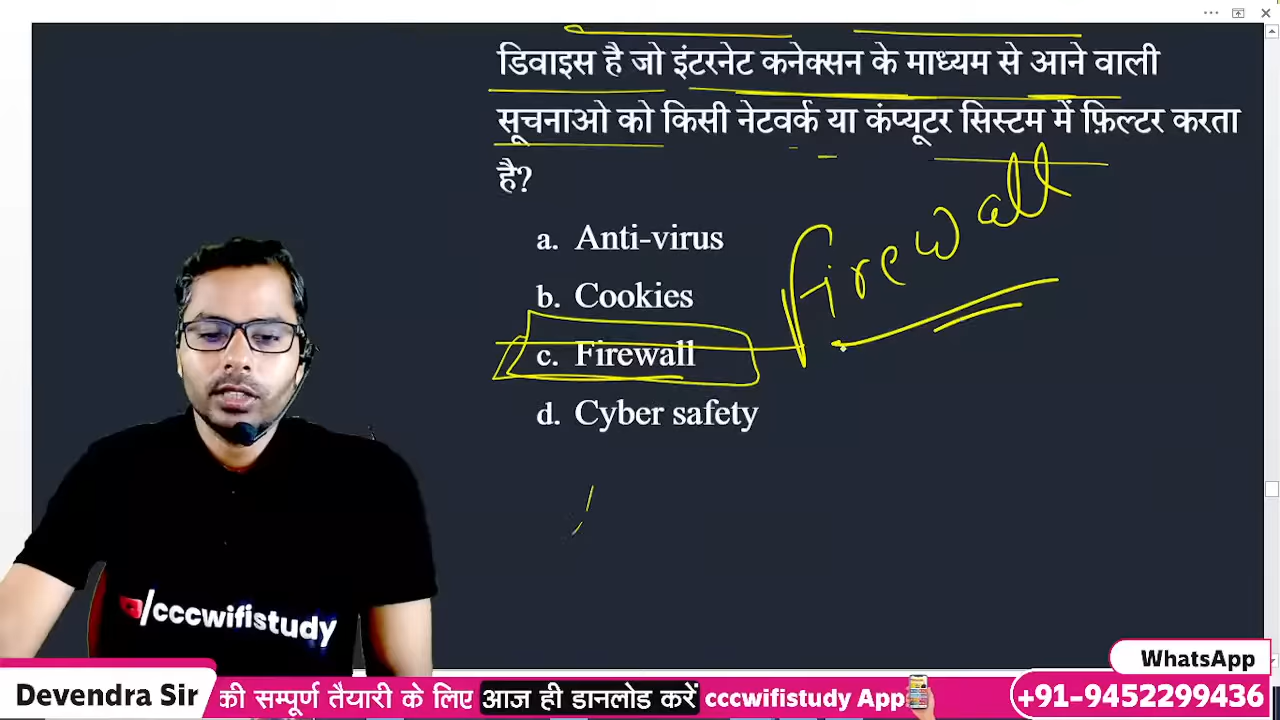 डिवाइस है जो इंटरनेट कनेक्सन के माध्यम से आने वाली
सूचनाओ को किसी नेटवर्क या कंप्यूटर सिस्टम में फ़िल्टर करता
है?
a. Anti-virus
b. Cookies
c. Firewall
d. Cyber safety
firewall
/cccwifistudy
WhatsApp
Devendra Sir की सम्पूर्ण तैयारी के लिए आज ही डानलोड करें cccwifistudy App +91-9452299436